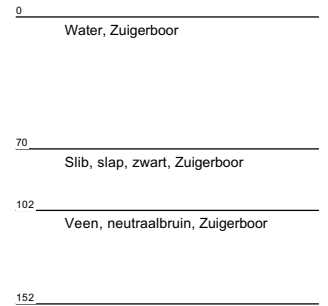 0
Water, Zuigerboor
70
Slib, slap, zwart, Zuigerboor
102
Veen, neutraalbruin, Zuigerboor
152